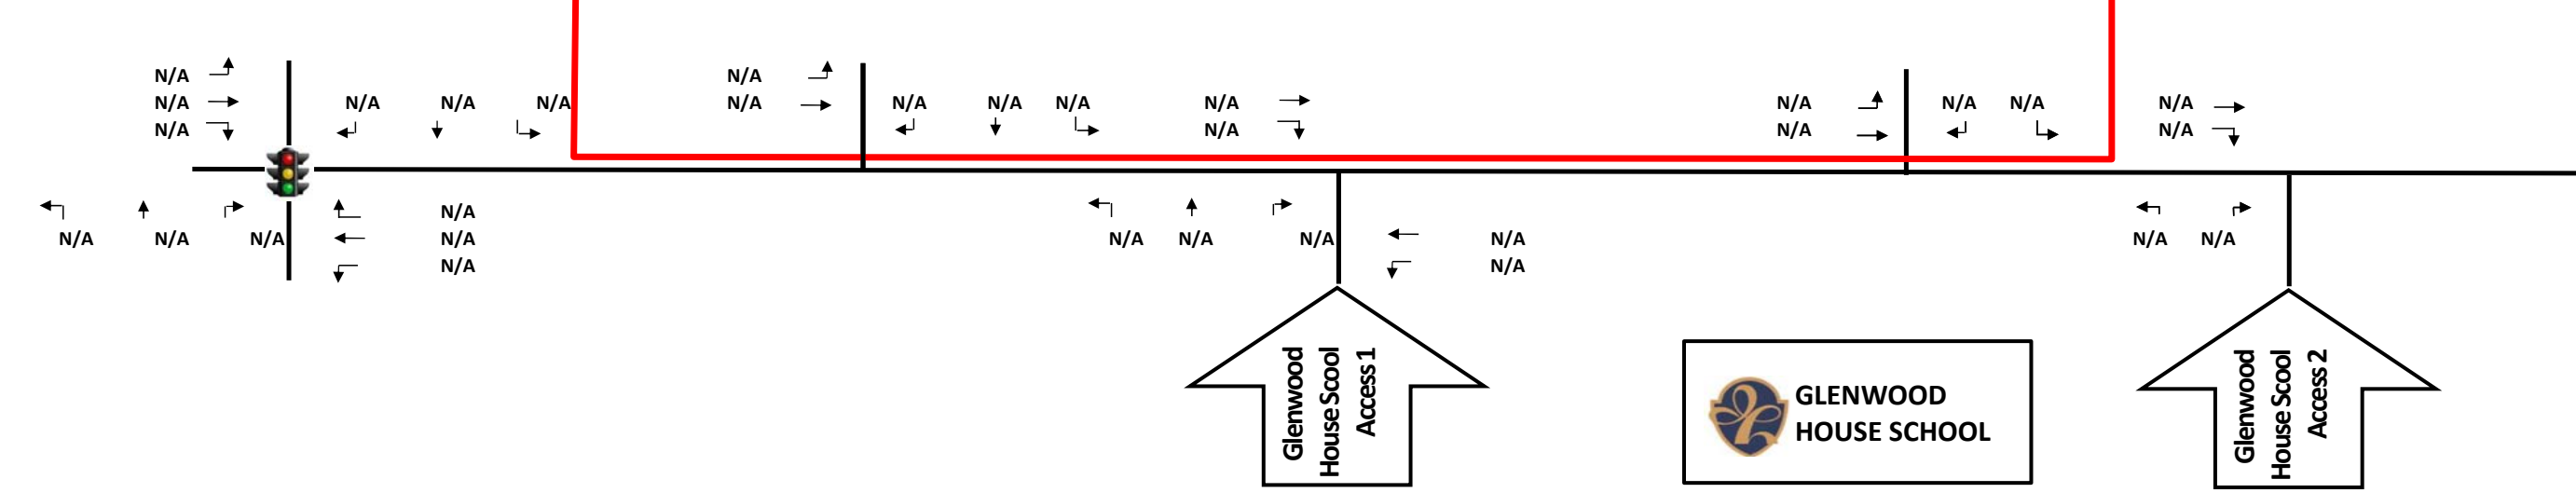 N/A N/A
N/A N/A N/A N/A N/A N/A N/A N/A N/A N/A N/A N/A N/A
N/A N/A N/A N/A
N/A
N/A N/A N/A N/A N/A N/A N/A N/A N/A N/A
N/A N/A
Glenwood
House Scool
Access 1
GLENWOOD
HOUSE SCHOOL
Glenwood
House Scool
Access 2